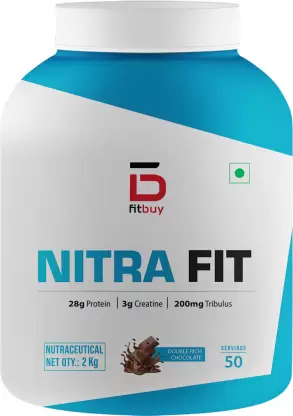 fitbuy
NITRA FIT
28g Protein | 3g Creatine | 200mg Tribulus
NUTRACEUTICAL
NET QTY.: 2 Kg
DOUBLE RICH
CHOCOLATE
SERVINGS
50